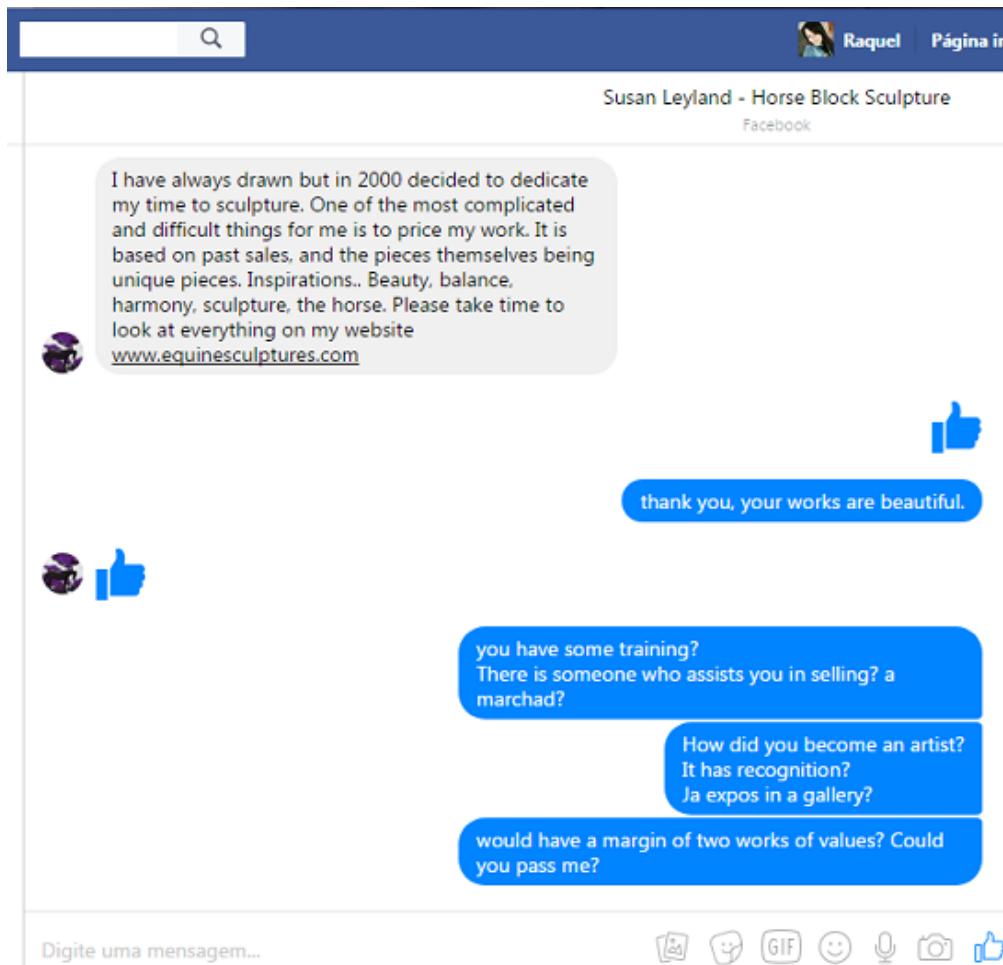 Raquel
Página in
Susan Leyland - Horse Block Sculpture
Facebook
I have always drawn but in 2000 decided to dedicate
my time to sculpture. One of the most complicated
and difficult things for me is to price my work. It is
based on past sales, and the pieces themselves being
unique pieces. Inspirations.. Beauty, balance,
harmony, sculpture, the horse. Please take time to
look at everything on my website
www.equinesculptures.com
thank you, your works are beautiful.
you have some training?
There is someone who assists you in selling? a
marchad?
How did you become an artist?
It has recognition?
Ja expos in a gallery?
would have a margin of two works of values? Could
you pass me?
Digite uma mensagem...
GIF